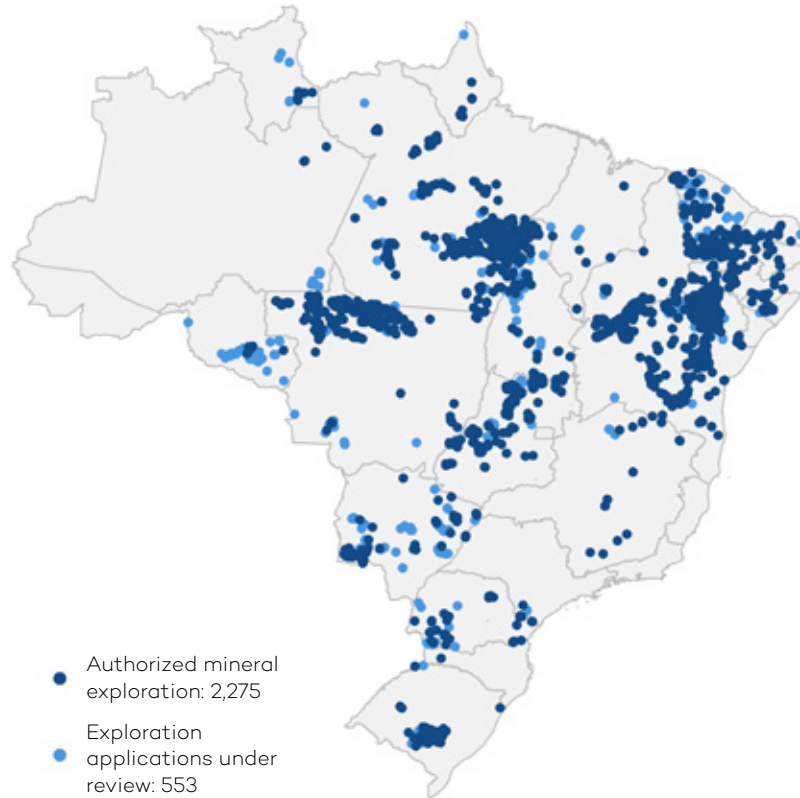 Authorized mineral
exploration: 2,275
Exploration
applications under
review: 553